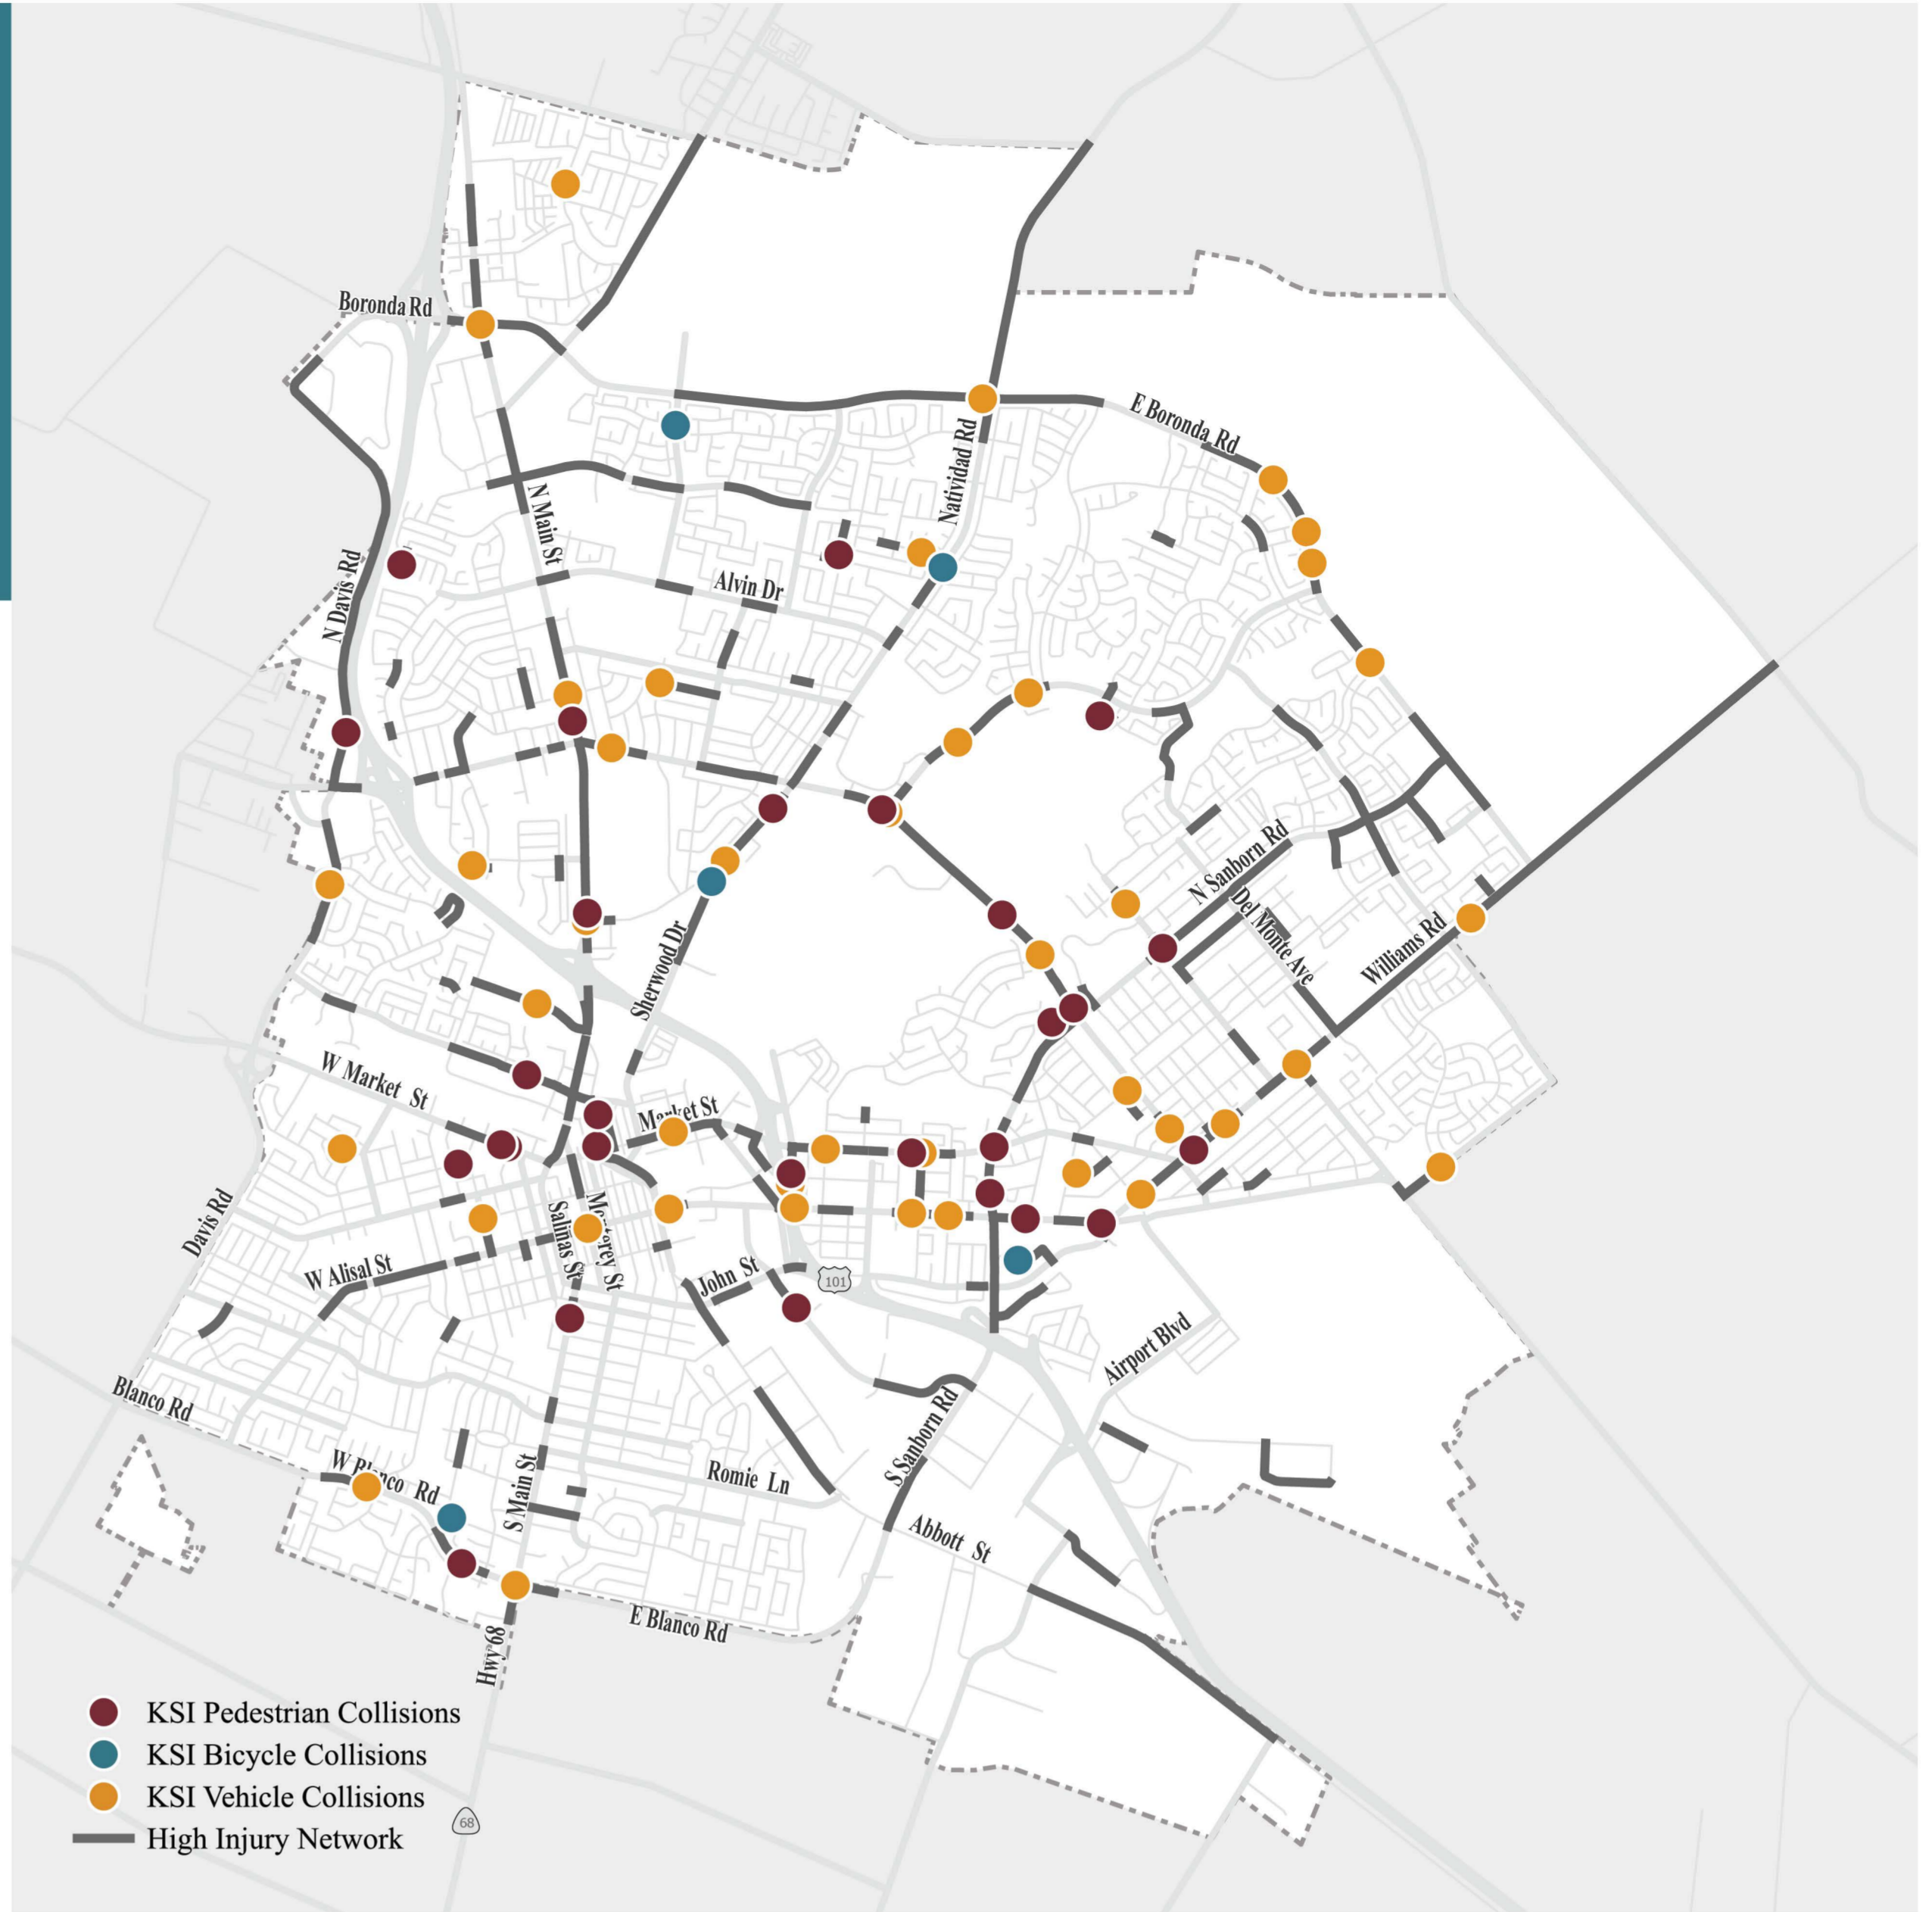 Boronda Rd
E Boronda Rd
Natividad Rd
N Main St
N Davis Rd
Alvin Dr
N Sanborn Rd
Del Monte Ave
Williams Rd
Sherwood Dr
W Market St
Market St
Davis Rd
Salinas St
Monterey St
W Alisal St
John St
101
Airport Blvd
Blanco Rd
W Blanco Rd
S Main St
Romie Ln
S Sanborn Rd
Abbott St
E Blanco Rd
Hwy 68
KSI Pedestrian Collisions
KSI Bicycle Collisions
KSI Vehicle Collisions
68
High Injury Network